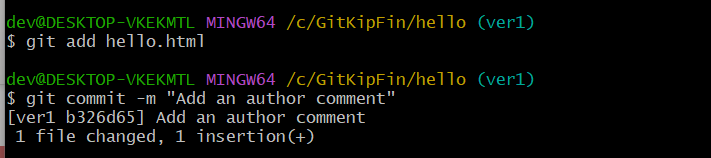 dev@DESKTOP-VKEKMTL MINGW64 /c/GitKipFin/hello (ver1)
$ git add hello.html
dev@DESKTOP-VKEKMTL MINGW64 /c/GitKipFin/hello (ver1)
$ git commit -m "Add an author comment"
[ver1 b326d65] Add an author comment
 1 file changed, 1 insertion(+)